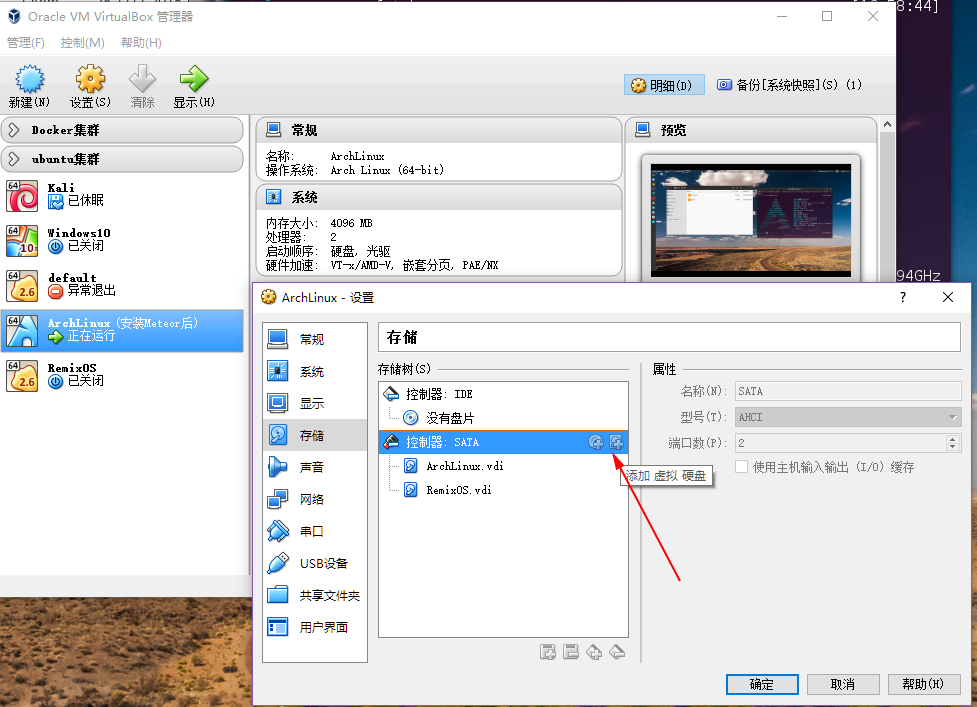 Oracle VM VirtualBox 管理器
:58:44]
管理(F) 控制(M) 帮助(H)
新建(N) 设置(S) 清除 显示(H)
明细(D) 备份[系统快照](S) (1)
Docker集群
ubuntu集群
64 Kali
已休眠
64 Windows10
10 已关闭
64 default
2.6 异常退出
64 ArchLinux (安装Meteor后)
正在运行
64 RemixOS
2.6 已关闭
常规
名称: ArchLinux
操作系统: Arch Linux (64-bit)
系统
内存大小: 4096 MB
处理器: 2
启动顺序: 硬盘, 光驱
硬件加速: VT-x/AMD-V, 嵌套分页, PAE/NX
预览
94GHz
ArchLinux - 设置 ?
常规
系统
显示
存储
声音
网络
串口
USB设备
共享文件夹
用户界面
存储
存储树(S)
控制器: IDE
没有盘片
控制器: SATA
ArchLinux.vdi
RemixOS.vdi
添加 虚拟 硬盘
属性
名称(N): SATA
型号(T): AHCI
端口数(P): 2
使用主机输入输出 (I/O) 缓存
确定 取消 帮助(H)